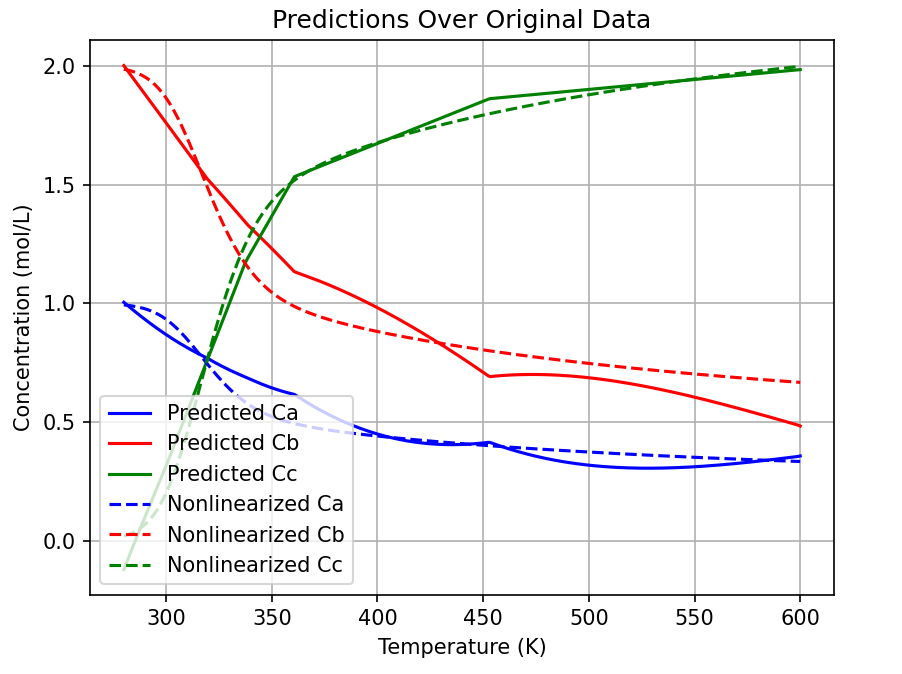 Predictions Over Original Data
Concentration (mol/L)
2.0
1.5
1.0
0.5
0.0
Predicted Ca
Predicted Cb
Predicted Cc
Nonlinearized Ca
Nonlinearized Cb
Nonlinearized Cc
300 350 400 450 500 550 600
Temperature (K)